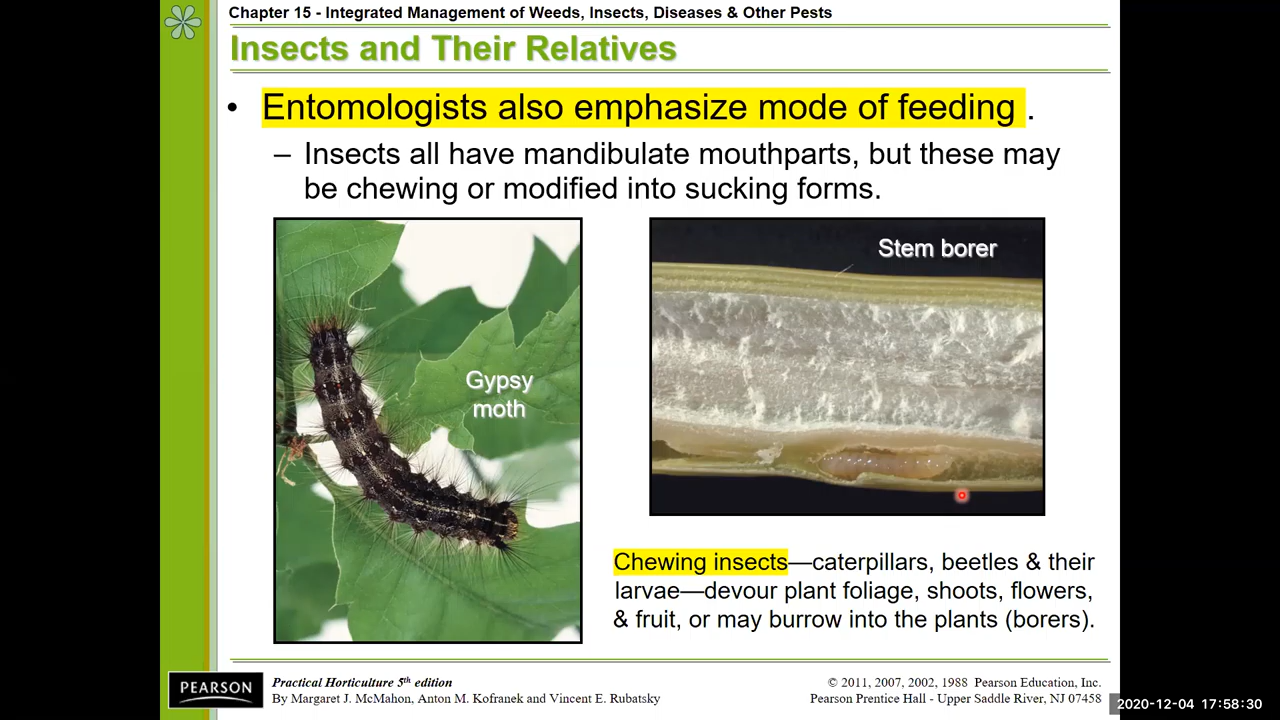 Chapter 15 - Integrated Management of Weeds, Insects, Diseases & Other Pests
Insects and Their Relatives
• Entomologists also emphasize mode of feeding .
– Insects all have mandibulate mouthparts, but these may
be chewing or modified into sucking forms.
Gypsy
moth
Stem borer
Chewing insects—caterpillars, beetles & their
larvae—devour plant foliage, shoots, flowers,
& fruit, or may burrow into the plants (borers).
PEARSON
Practical Horticulture 5th edition
By Margaret J. McMahon, Anton M. Kofranek and Vincent E. Rubatsky
© 2011, 2007, 2002, 1988 Pearson Education, Inc.
Pearson Prentice Hall - Upper Saddle River, NJ 07458
2020-12-04 17:58:30